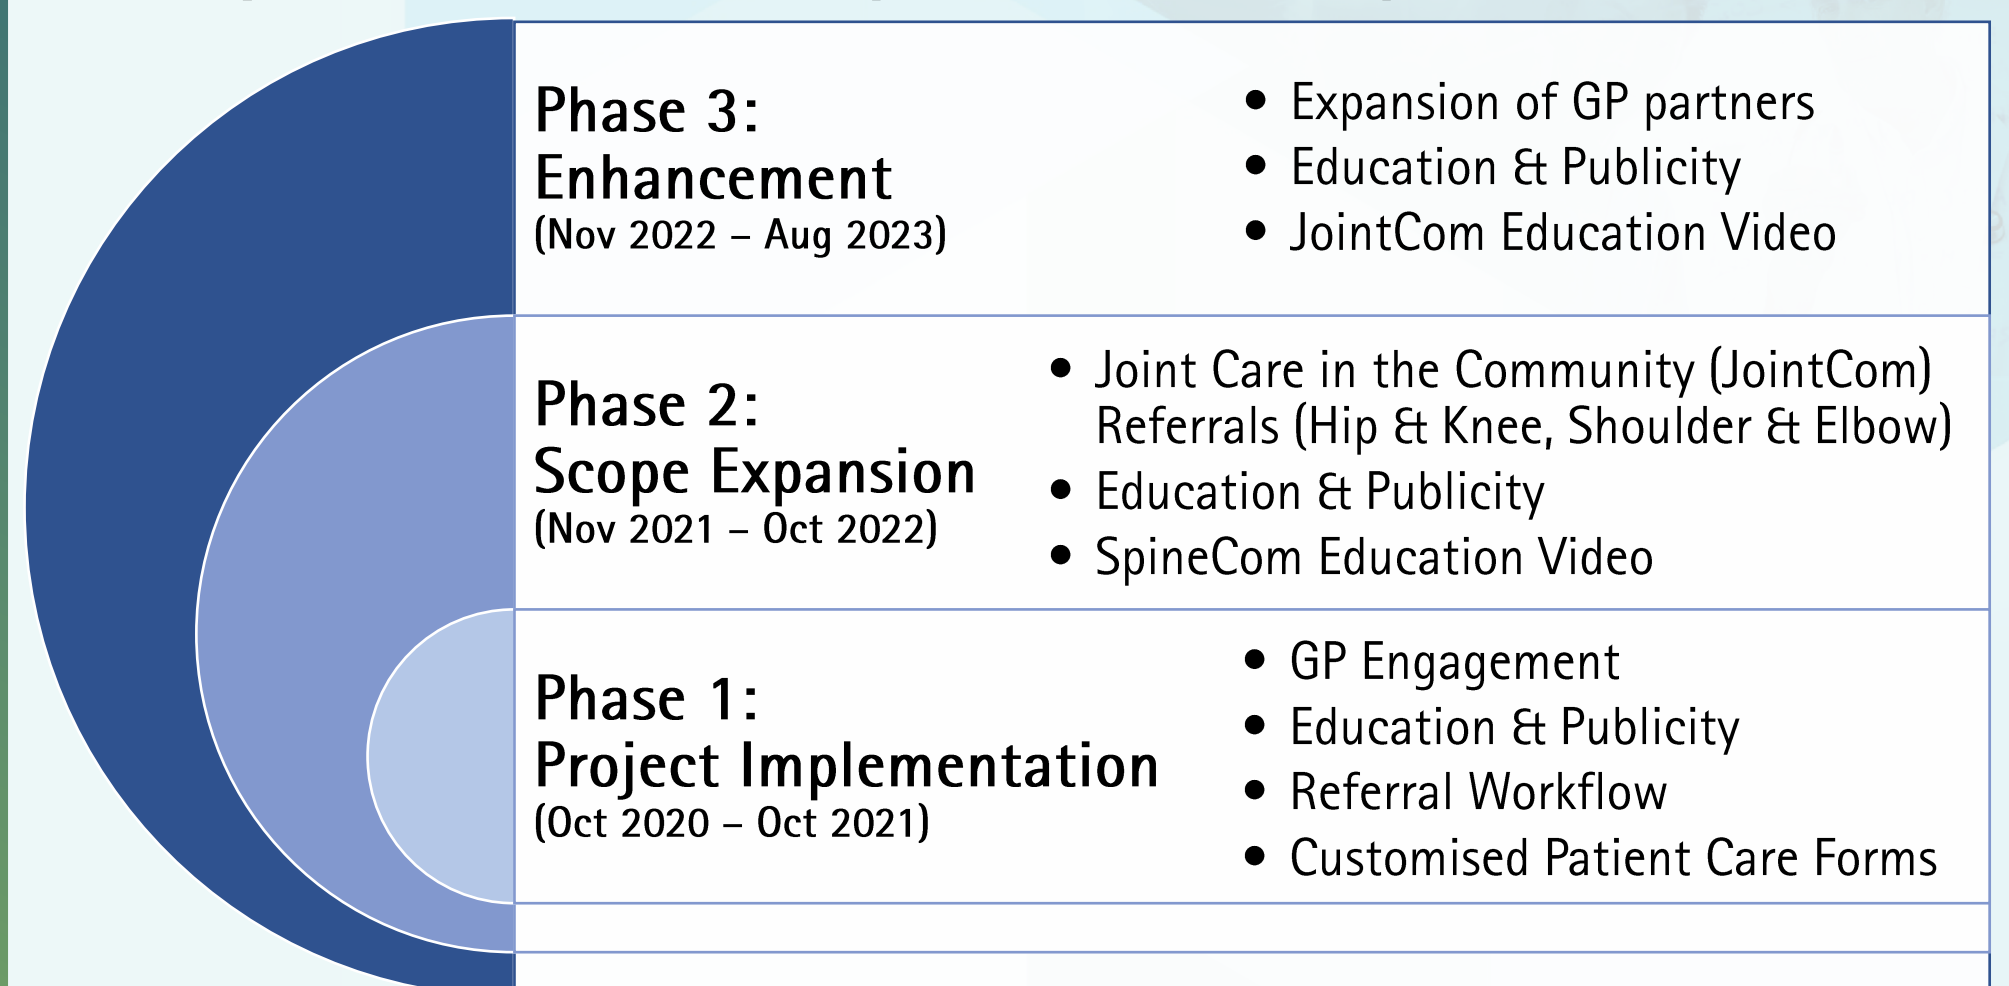 Phase 3:
Enhancement
(Nov 2022 – Aug 2023)
• Expansion of GP partners
• Education & Publicity
• JointCom Education Video
Phase 2:
Scope Expansion
(Nov 2021 – Oct 2022)
• Joint Care in the Community (JointCom)
Referrals (Hip & Knee, Shoulder & Elbow)
• Education & Publicity
• SpineCom Education Video
Phase 1:
Project Implementation
(Oct 2020 – Oct 2021)
• GP Engagement
• Education & Publicity
• Referral Workflow
• Customised Patient Care Forms